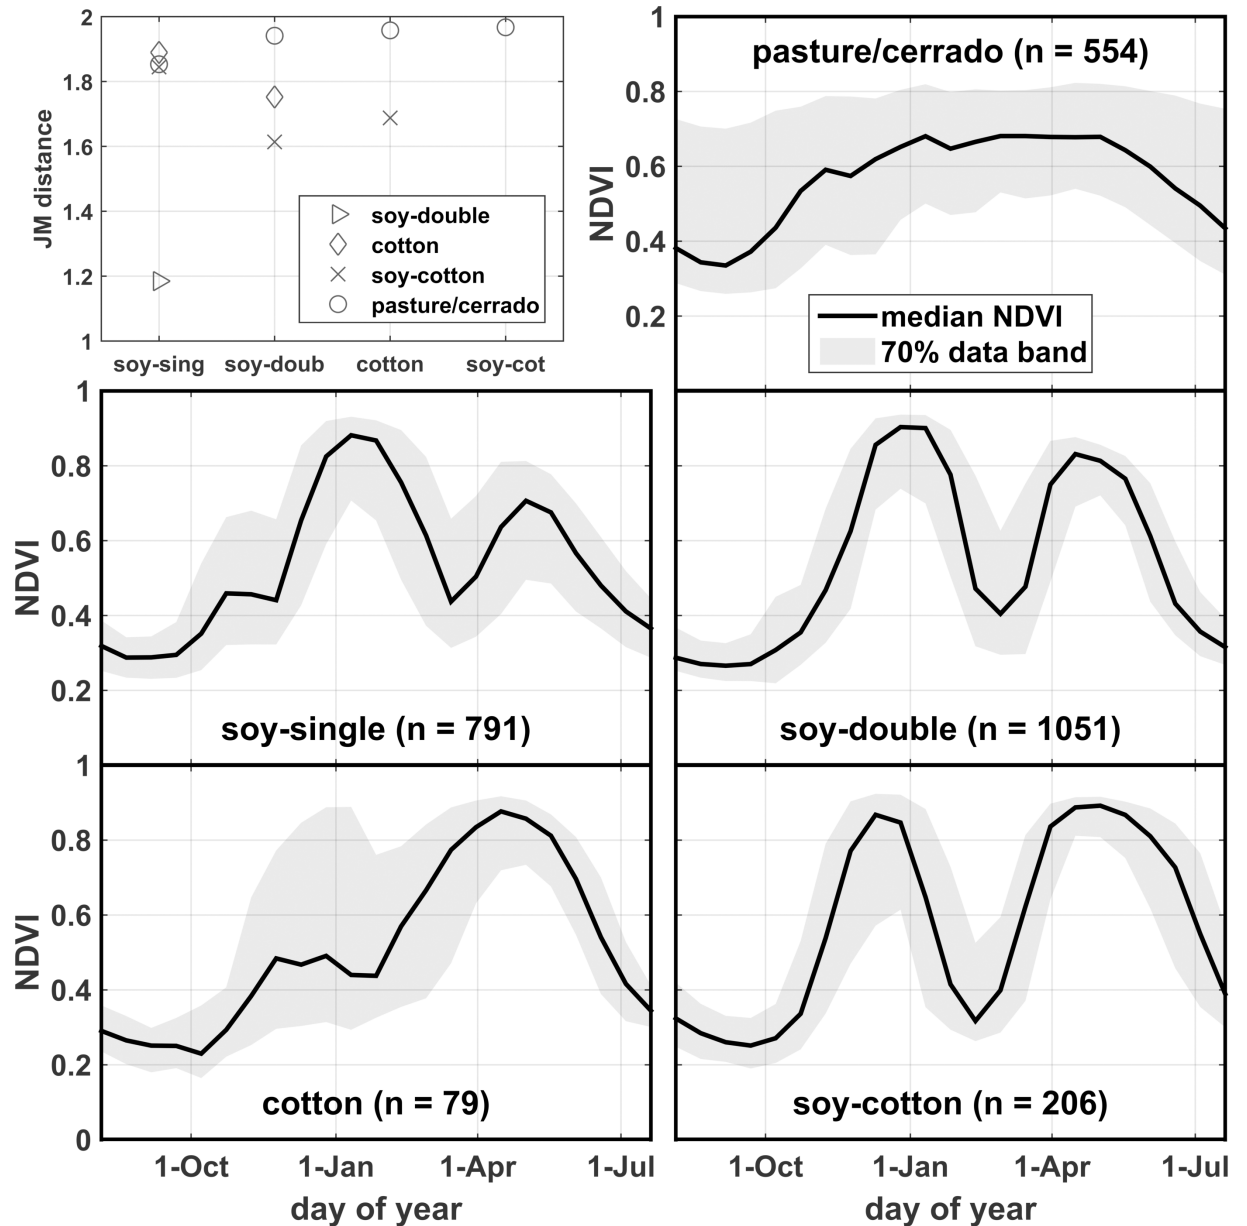 2
1.8
1.6
1.4
1.2
1
JM distance
soy-double
cotton
soy-cotton
pasture/cerrado
soy-sing soy-doub cotton soy-cot
pasture/cerrado (n = 554)
1
0.8
0.6
0.4
0.2
NDVI
median NDVI
70% data band
1
0.8
0.6
0.4
0.2
NDVI
soy-single (n = 791)
soy-double (n = 1051)
1
0.8
0.6
0.4
0.2
0
NDVI
cotton (n = 79)
soy-cotton (n = 206)
1-Oct 1-Jan 1-Apr 1-Jul
day of year
1-Oct 1-Jan 1-Apr 1-Jul
day of year